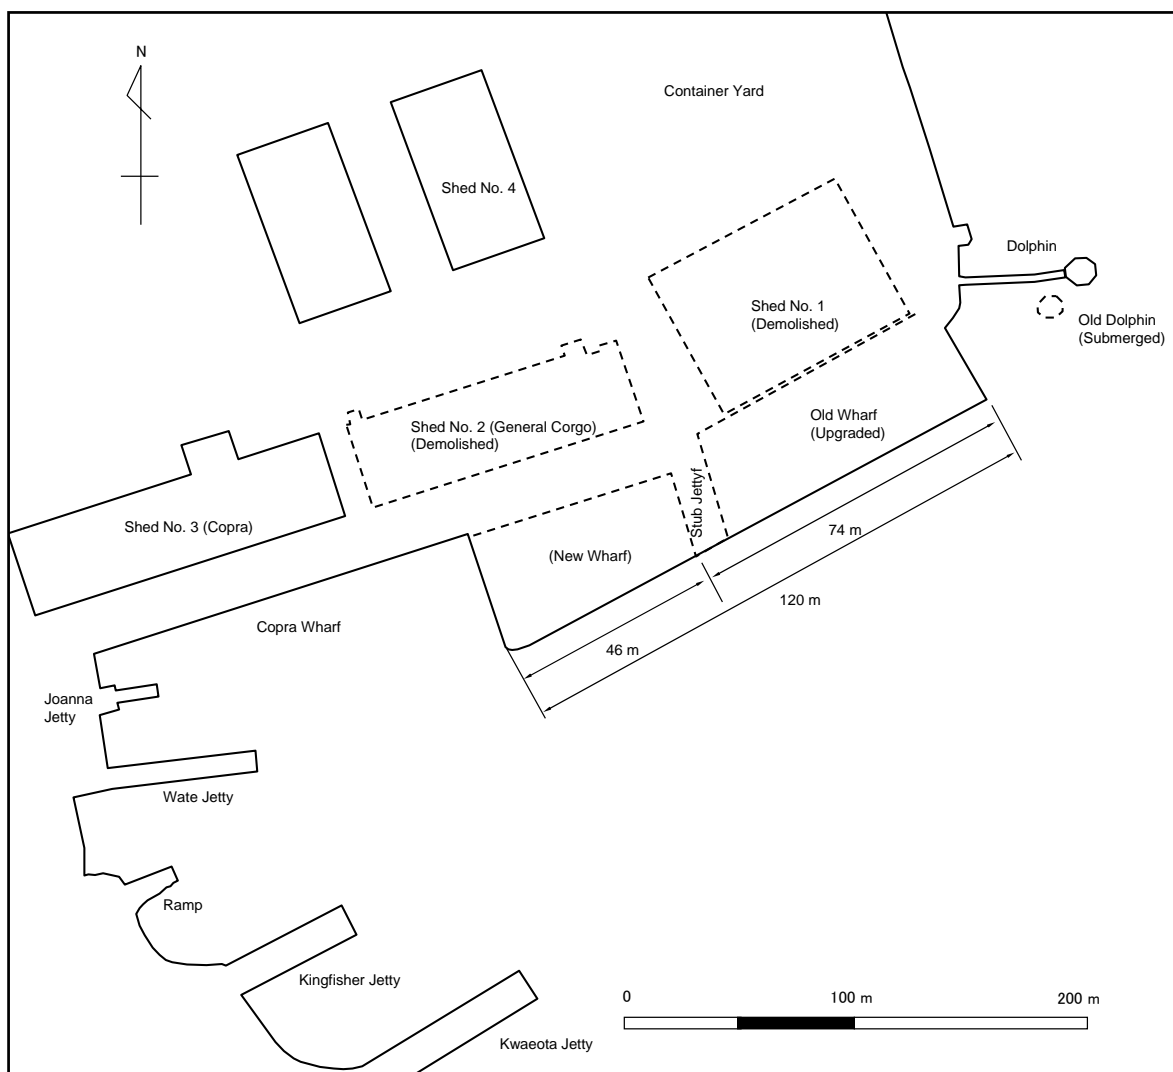 N
Container Yard
Shed No. 4
Dolphin
Shed No. 1
(Demolished)
Old Dolphin
(Submerged)
Old Wharf
(Upgraded)
Shed No. 2 (General Corgo)
(Demolished)
Stub Jettyf
Shed No. 3 (Copra)
(New Wharf)
74 m
120 m
46 m
Copra Wharf
Joanna
Jetty
Wate Jetty
Ramp
Kingfisher Jetty
Kwaeota Jetty
0 100 m 200 m